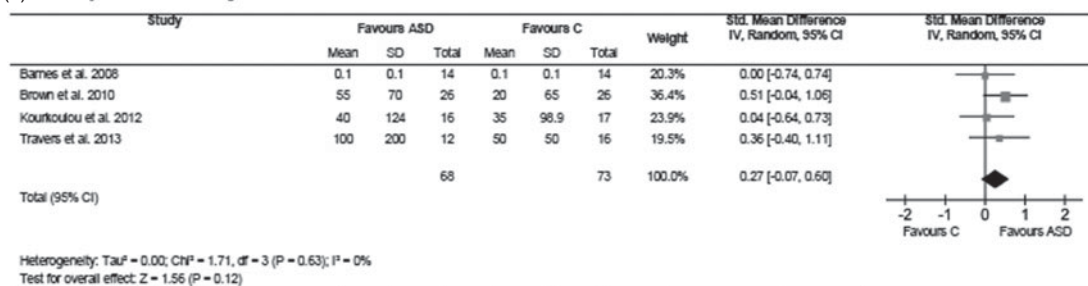 Study Favours ASD Favours C Weight Std. Mean Difference Std. Mean Difference
Mean SD Total Mean SD Total IV, Random, 95% CI IV, Random, 95% CI
Barnes et al. 2008 0.1 0.1 14 0.1 0.1 14 20.3% 0.00 [-0.74, 0.74]
Brown et al. 2010 55 70 26 20 65 26 36.4% 0.51 [-0.04, 1.06]
Kourkoulou et al. 2012 40 124 16 35 98.9 17 23.9% 0.04 [-0.64, 0.73]
Travers et al. 2013 100 200 12 50 50 16 19.5% 0.36 [-0.40, 1.11]
68 73 100.0% 0.27 [-0.07, 0.60]
Total (95% CI)
-2 -1 0 1 2
Favours C Favours ASD
Heterogeneity: Tau² = 0.00; Chi² = 1.71, df = 3 (P = 0.63); I² = 0%
Test for overall effect: Z = 1.56 (P = 0.12)